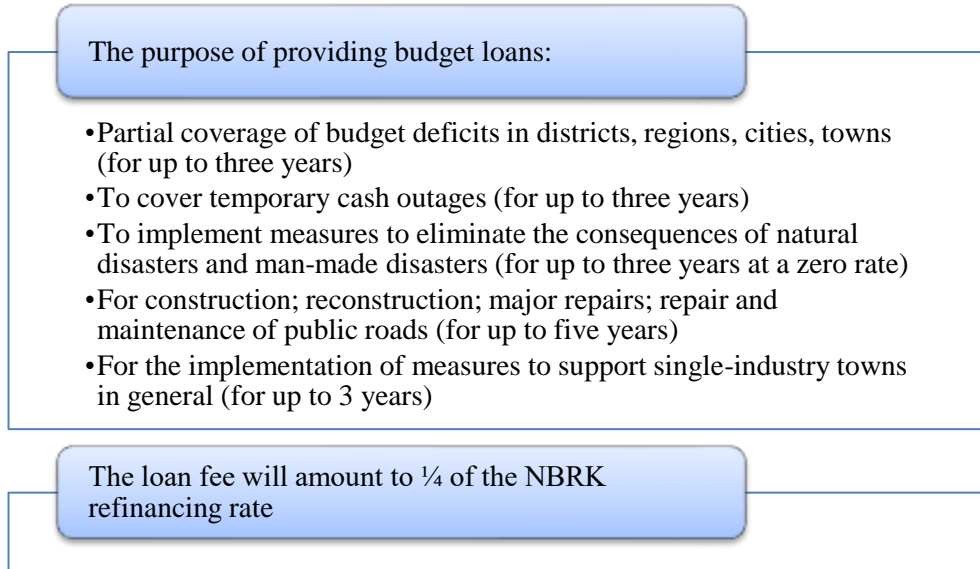 The purpose of providing budget loans:
•Partial coverage of budget deficits in districts, regions, cities, towns
(for up to three years)
•To cover temporary cash outages (for up to three years)
•To implement measures to eliminate the consequences of natural
disasters and man-made disasters (for up to three years at a zero rate)
•For construction; reconstruction; major repairs; repair and
maintenance of public roads (for up to five years)
•For the implementation of measures to support single-industry towns
in general (for up to 3 years)
The loan fee will amount to ¼ of the NBRK
refinancing rate